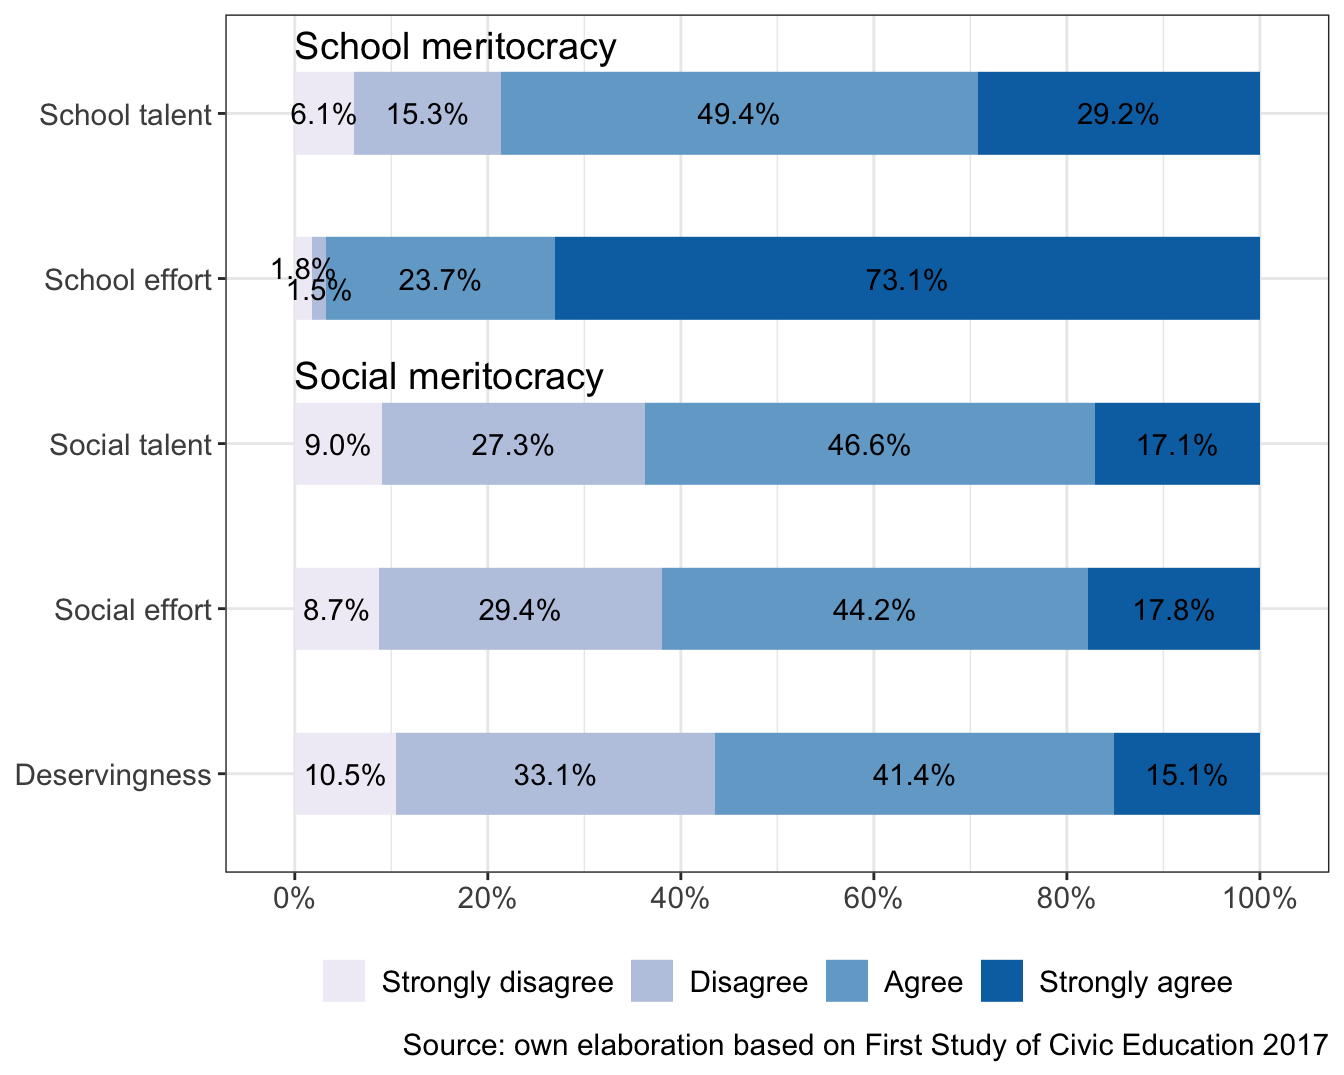 School meritocracy
School talent 6.1% 15.3% 49.4% 29.2%
School effort 1.8% 1.5% 23.7% 73.1%
Social meritocracy
Social talent 9.0% 27.3% 46.6% 17.1%
Social effort 8.7% 29.4% 44.2% 17.8%
Deservingness 10.5% 33.1% 41.4% 15.1%
0% 20% 40% 60% 80% 100%
Strongly disagree Disagree Agree Strongly agree
Source: own elaboration based on First Study of Civic Education 2017